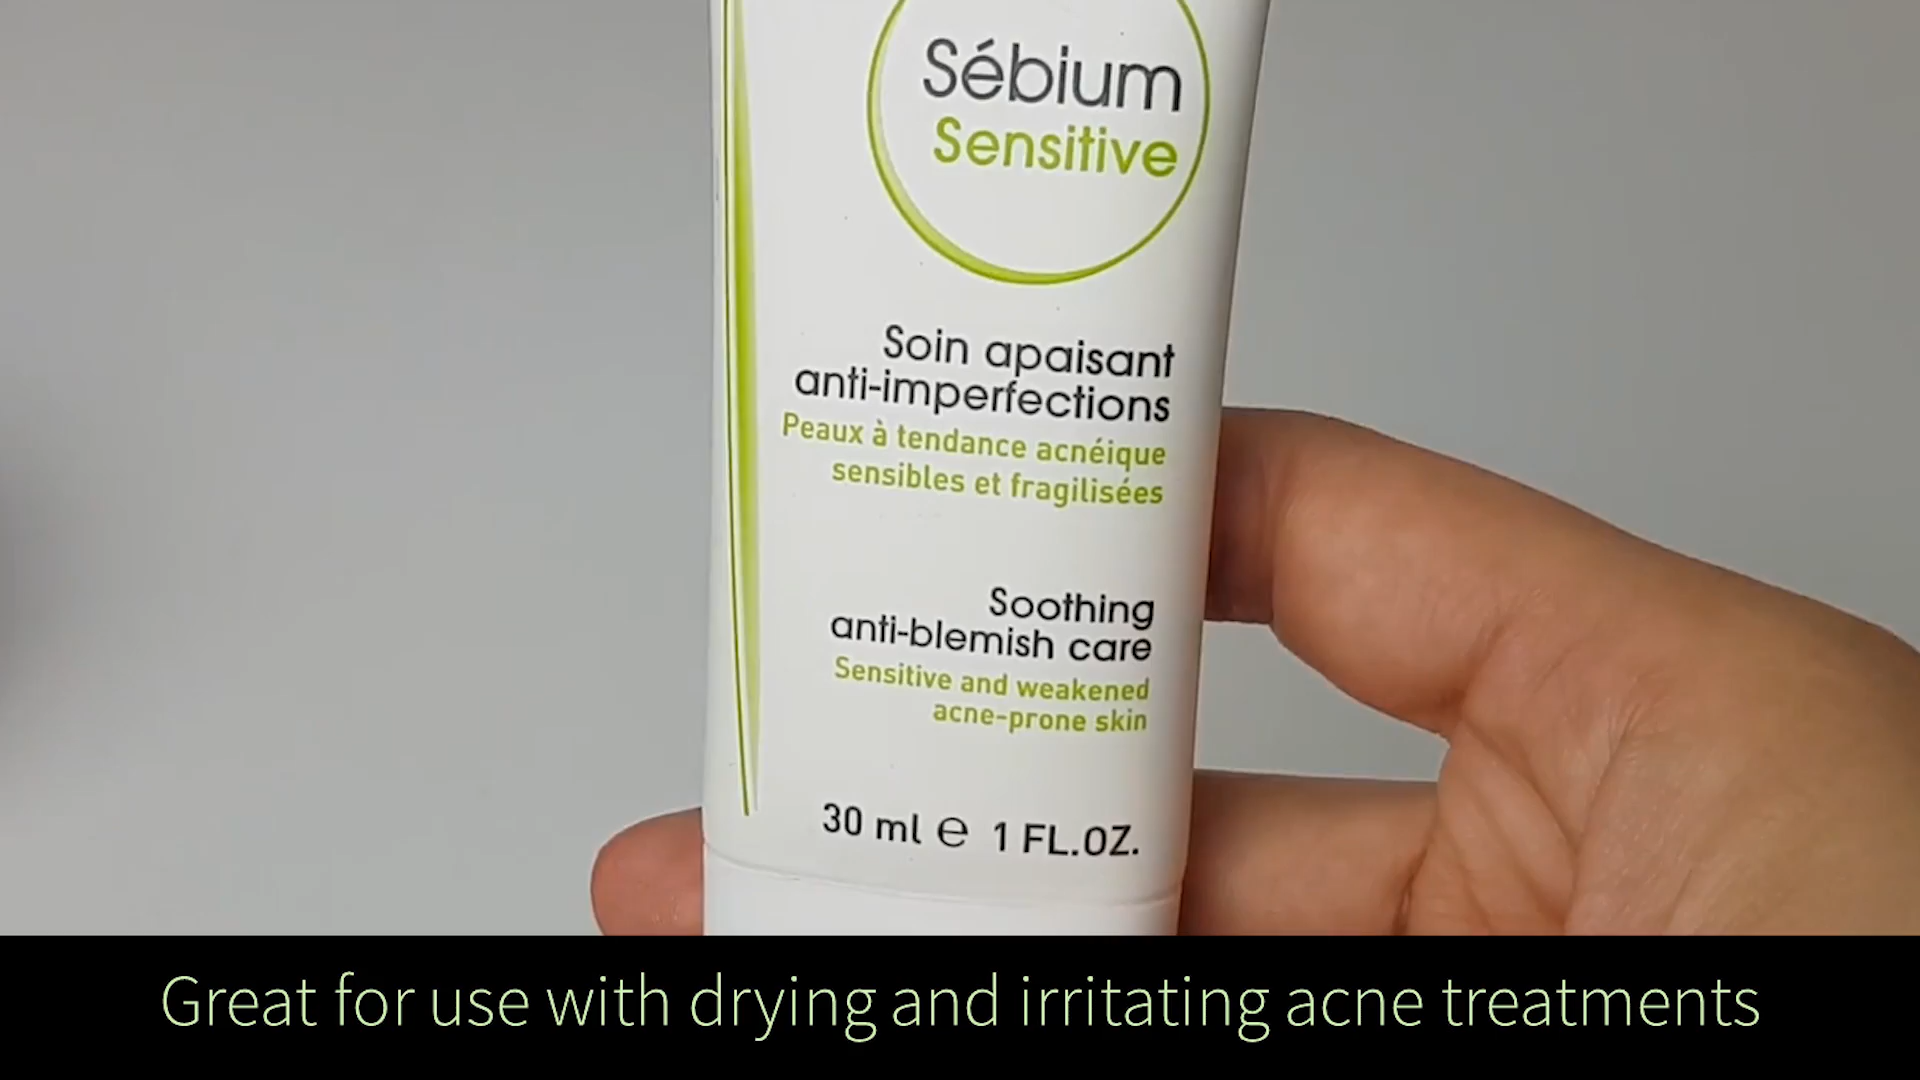 Sébium
Sensitive
Soin apaisant
anti-imperfections
Peaux à tendance acnéique
sensibles et fragilisées
Soothing
anti-blemish care
Sensitive and weakened
acne-prone skin
30 ml ℮ 1 FL.OZ.
Great for use with drying and irritating acne treatments